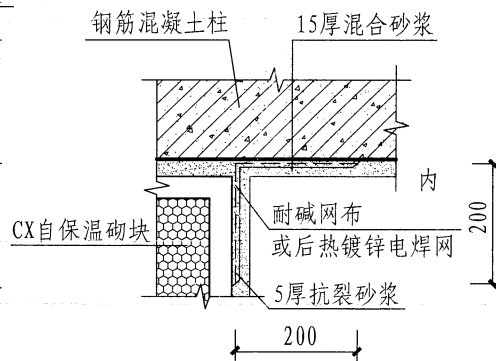 钢筋混凝土柱
15厚混合砂浆
内
耐碱网布
或后热镀锌电焊网
CX自保温砌块
5厚抗裂砂浆
200
200